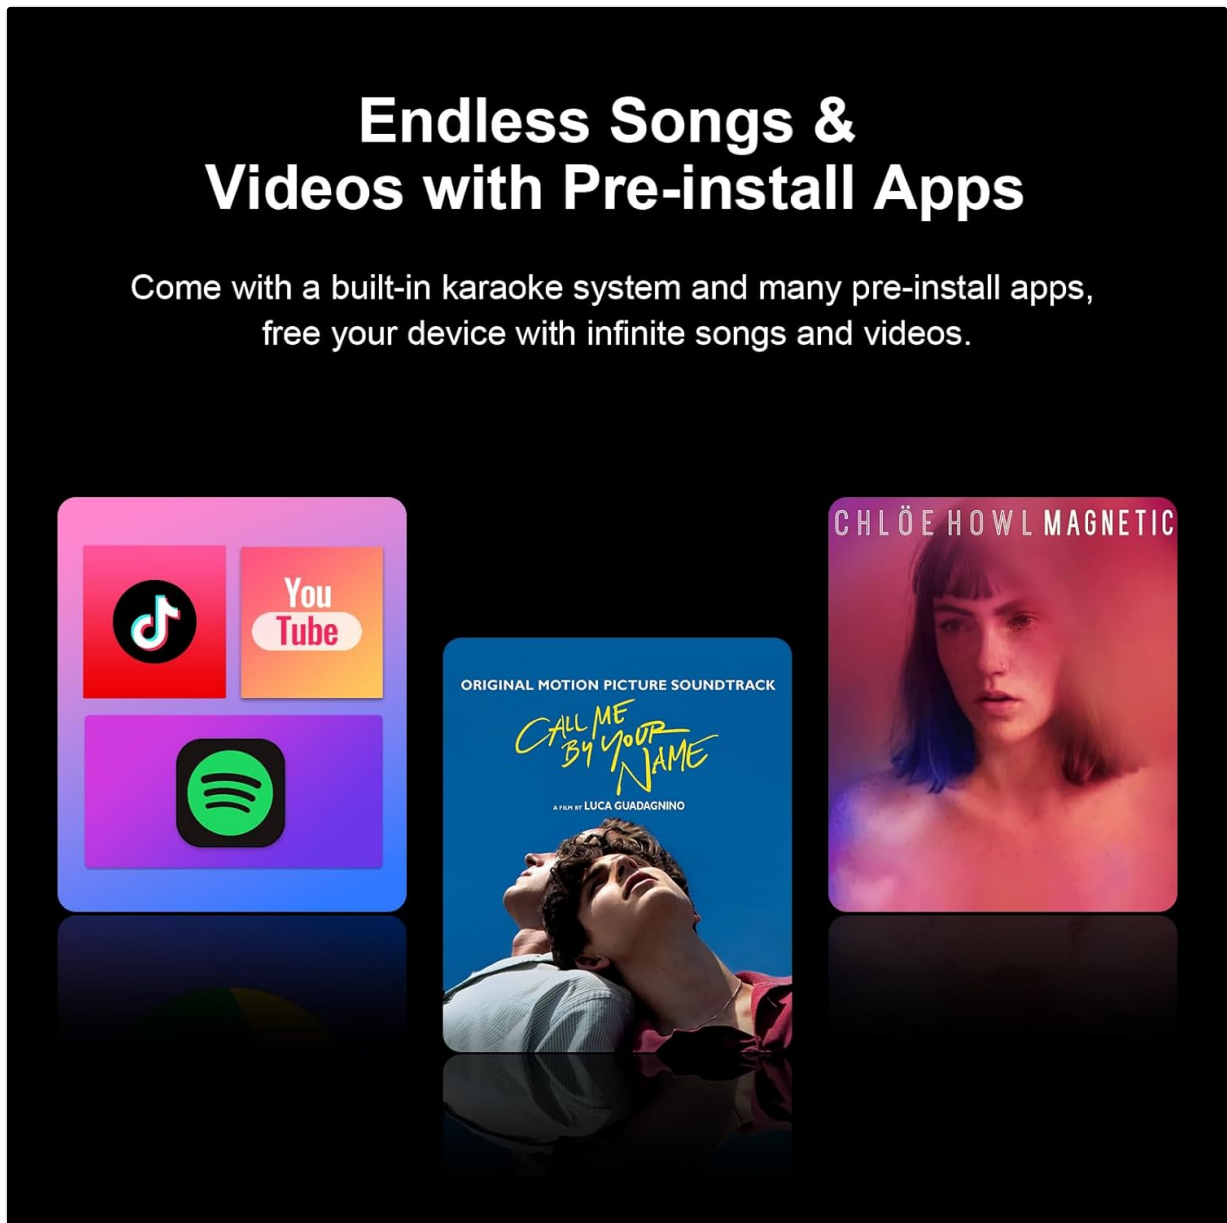 Endless Songs &
Videos with Pre-install Apps
Come with a built-in karaoke system and many pre-install apps,
free your device with infinite songs and videos.
You
Tube
ORIGINAL MOTION PICTURE SOUNDTRACK
CALL ME
BY YOUR
NAME
A FILM BY LUCA GUADAGNINO
CHLÖE HOWL MAGNETIC